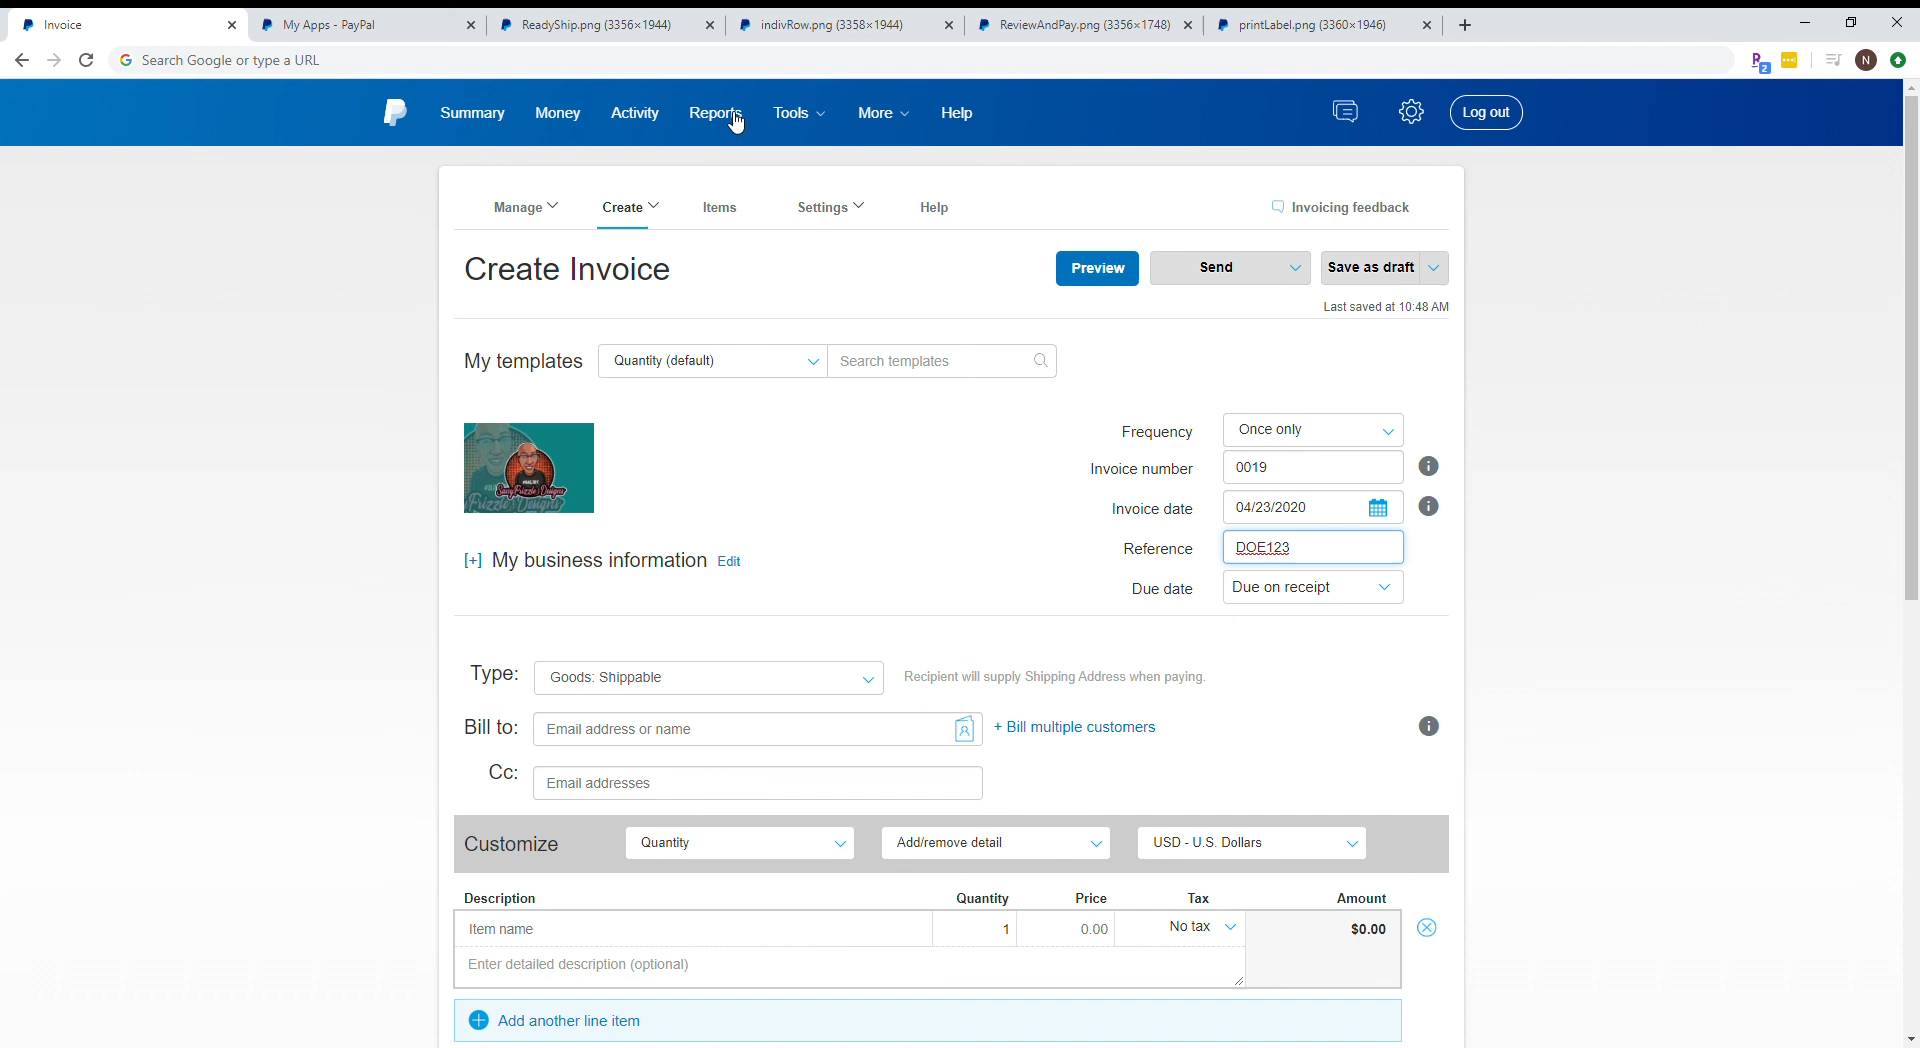 Invoice
My Apps - PayPal
ReadyShip.png (3356×1944)
indivRow.png (3358×1944)
ReviewAndPay.png (3356×1748)
printLabel.png (3360×1946)
Search Google or type a URL
2
N
Summary Money Activity Reports Tools More Help
Log out
Manage Create Items Settings Help
Invoicing feedback
Create Invoice
Preview Send Save as draft
Last saved at 10:48 AM
My templates Quantity (default) Search templates
Frequency Once only
Invoice number 0019
Invoice date 04/23/2020
Reference DOE123
Due date Due on receipt
SassyFrizzle Designs
[+] My business information Edit
Type: Goods: Shippable Recipient will supply Shipping Address when paying.
Bill to: Email address or name + Bill multiple customers
Cc: Email addresses
Customize Quantity Add/remove detail USD - U.S. Dollars
Description Quantity Price Tax Amount
Item name 1 0.00 No tax $0.00
Enter detailed description (optional)
Add another line item